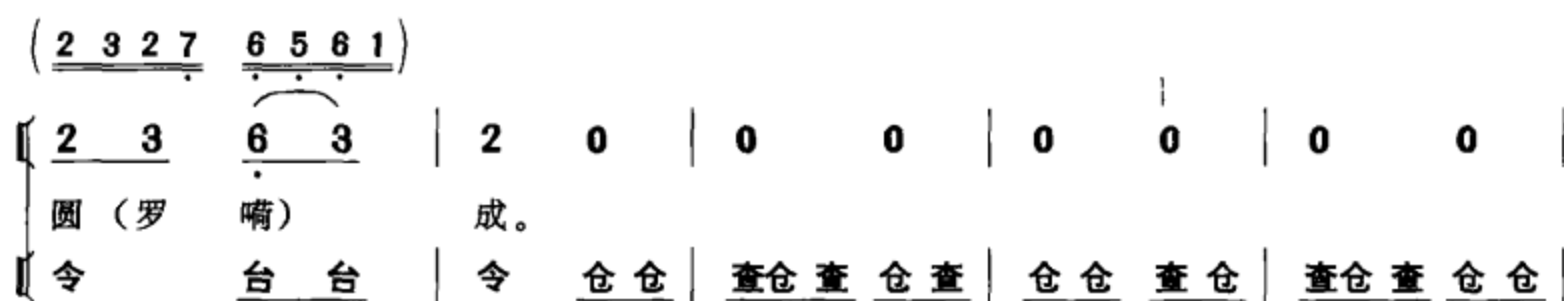 (2 3 2 7 6 5 6 1)
2 3 6 3 | 2 0 | 0 0 | 0 0 | 0 0 |
圆（罗 嗬） 成。
令 台 台 | 令 仓 仓 | 查仓 查 仓 查 | 仓 仓 查 仓 | 查仓 查 仓 仓 |